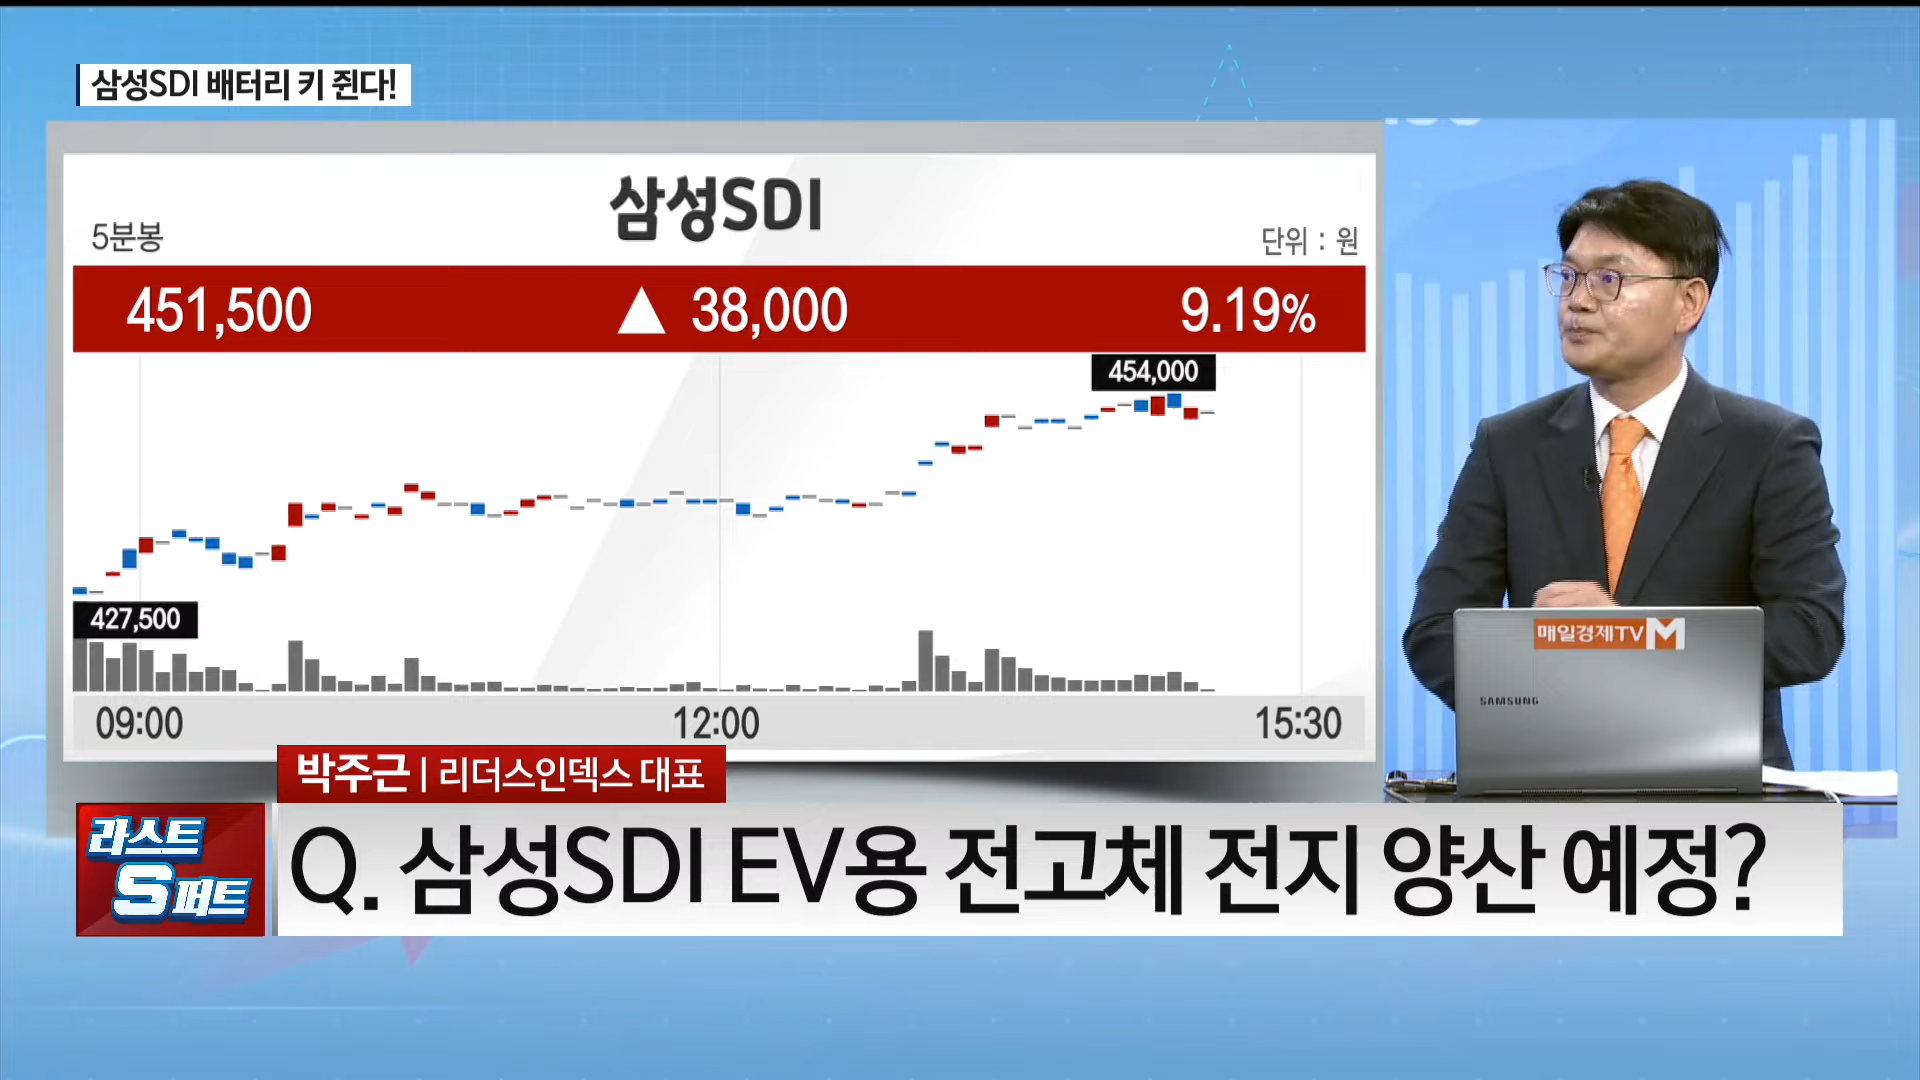 삼성SDI 배터리 키 쥔다!
삼성SDI
5분봉
단위 : 원
451,500 ▲ 38,000 9.19%
454,000
427,500
09:00 12:00 15:30
매일경제TV M
SAMSUNG
박주근 | 리더스인덱스 대표
라스트
S퍼트
Q. 삼성SDI EV용 전고체 전지 양산 예정?